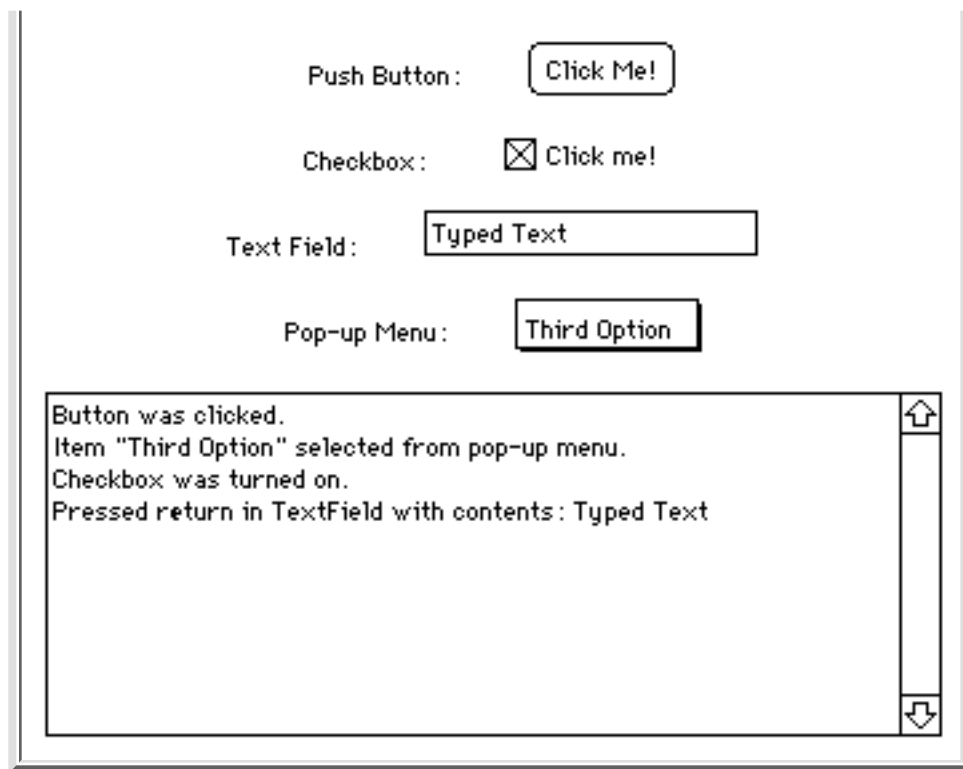 Push Button: Click Me!
Checkbox: Click me!
Text Field: Typed Text
Pop-up Menu: Third Option
Button was clicked.
Item "Third Option" selected from pop-up menu.
Checkbox was turned on.
Pressed return in TextField with contents: Typed Text